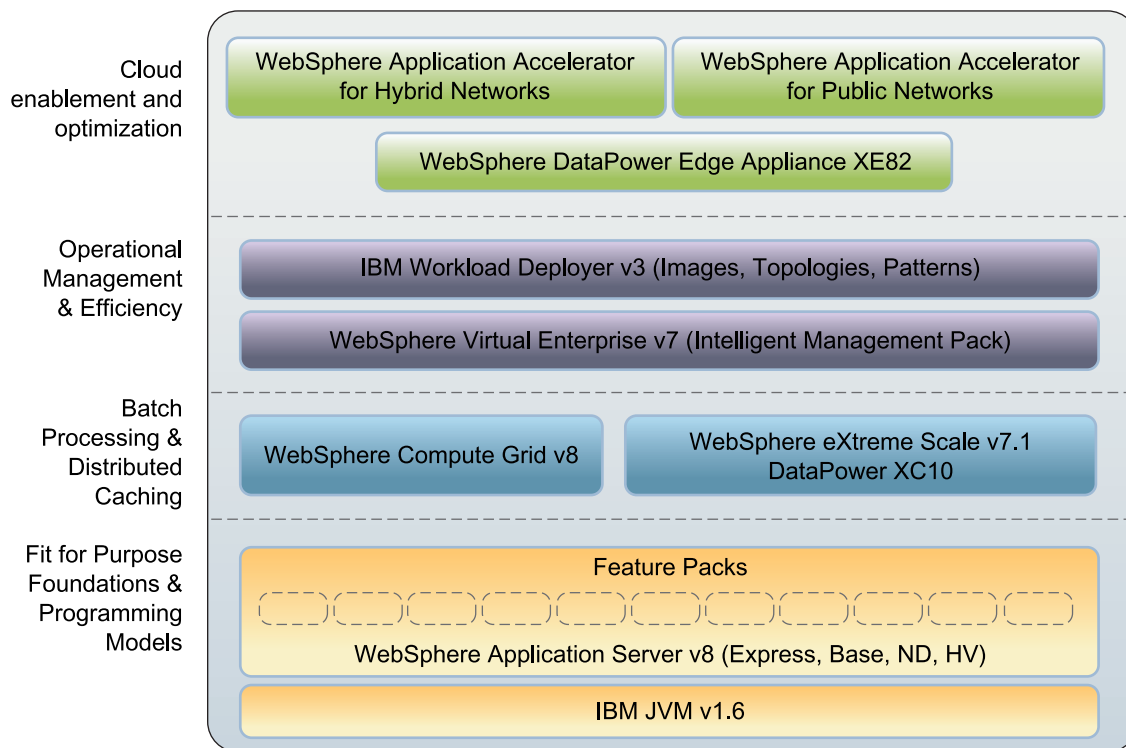 Cloud
enablement and
optimization
WebSphere Application Accelerator
for Hybrid Networks
WebSphere Application Accelerator
for Public Networks
WebSphere DataPower Edge Appliance XE82
Operational
Management
& Efficiency
IBM Workload Deployer v3 (Images, Topologies, Patterns)
WebSphere Virtual Enterprise v7 (Intelligent Management Pack)
Batch
Processing &
Distributed
Caching
WebSphere Compute Grid v8
WebSphere eXtreme Scale v7.1
DataPower XC10
Fit for Purpose
Foundations &
Programming
Models
Feature Packs
WebSphere Application Server v8 (Express, Base, ND, HV)
IBM JVM v1.6